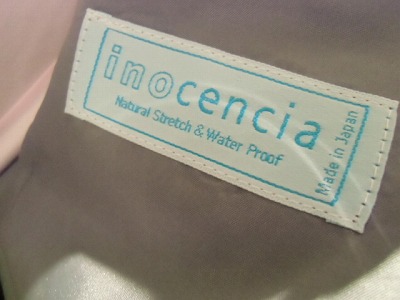 inocencia
Natural Stretch & Water Proof
Made in Japan